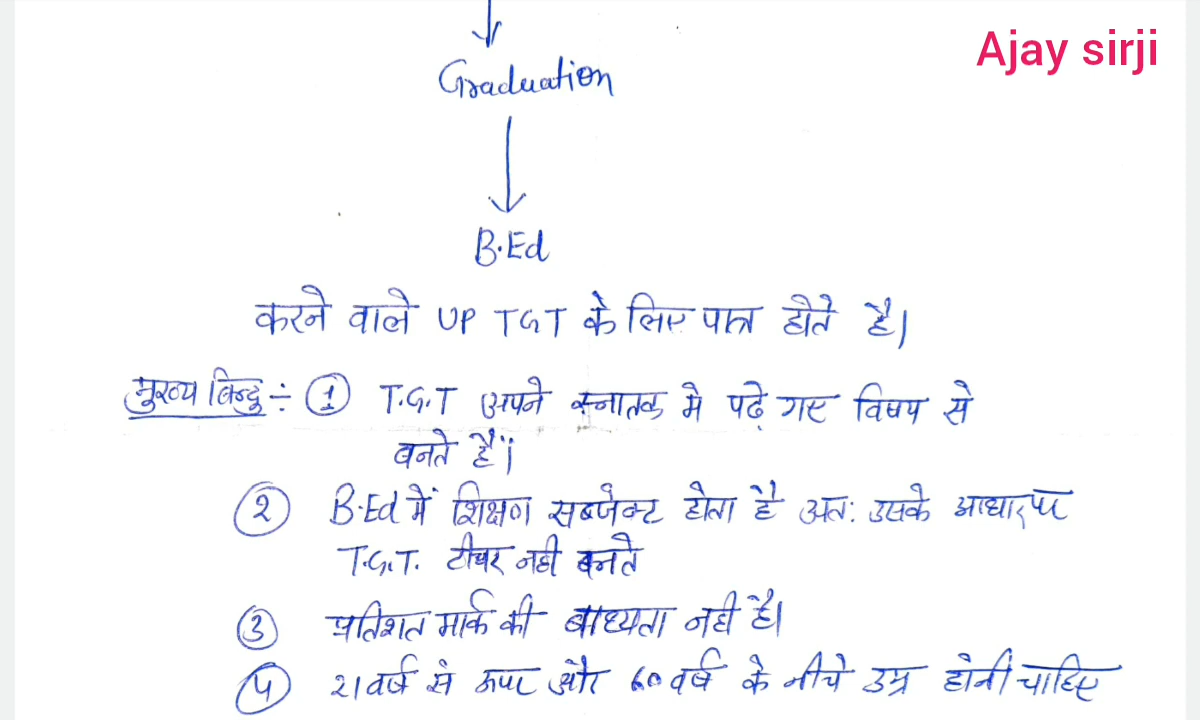 Ajay sirji
Graduation
B.Ed
करने वाले UP TGT के लिए पात्र होते है।
मुख्य बिन्दु ÷ ① T.G.T अपने स्नातक मे पढ़े गए विषय से
बनते हैं।
② B.Ed में शिक्षण सब्जेक्ट होता है अतः उसके आधार पर
T.G.T. टीचर नही बनते
③ प्रतिशत मार्क की बाध्यता नही है।
④ 21 वर्ष से ऊपर और 60 वर्ष के नीचे उम्र होनी चाहिए